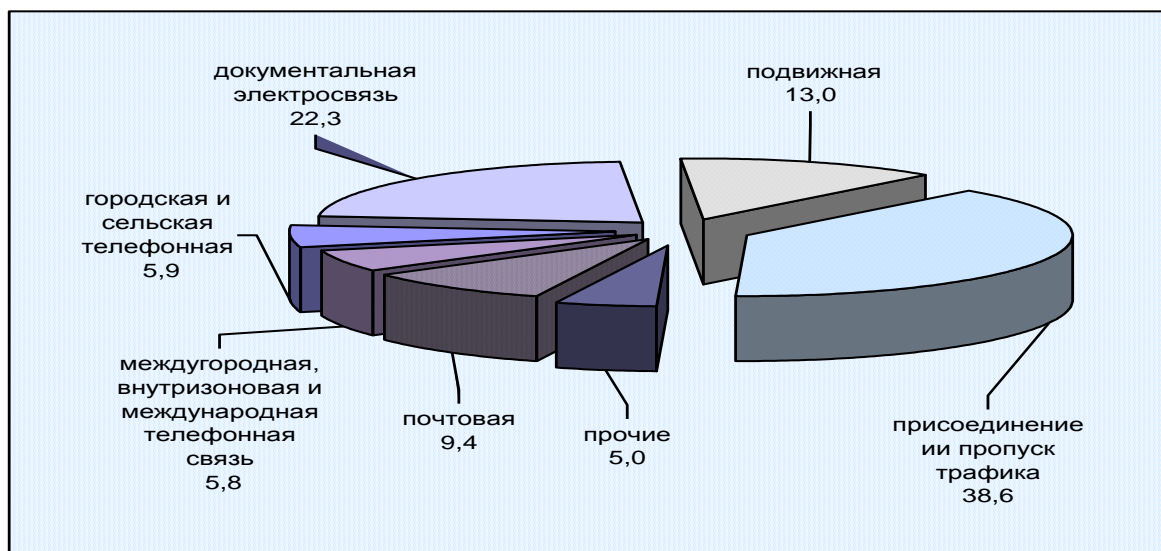 документальная
электросвязь
22,3
подвижная
13,0
городская и
сельская
телефонная
5,9
междугородная,
внутризоновая и
международная
телефонная
связь
5,8
почтовая
9,4
прочие
5,0
присоединение
ии пропуск
трафика
38,6